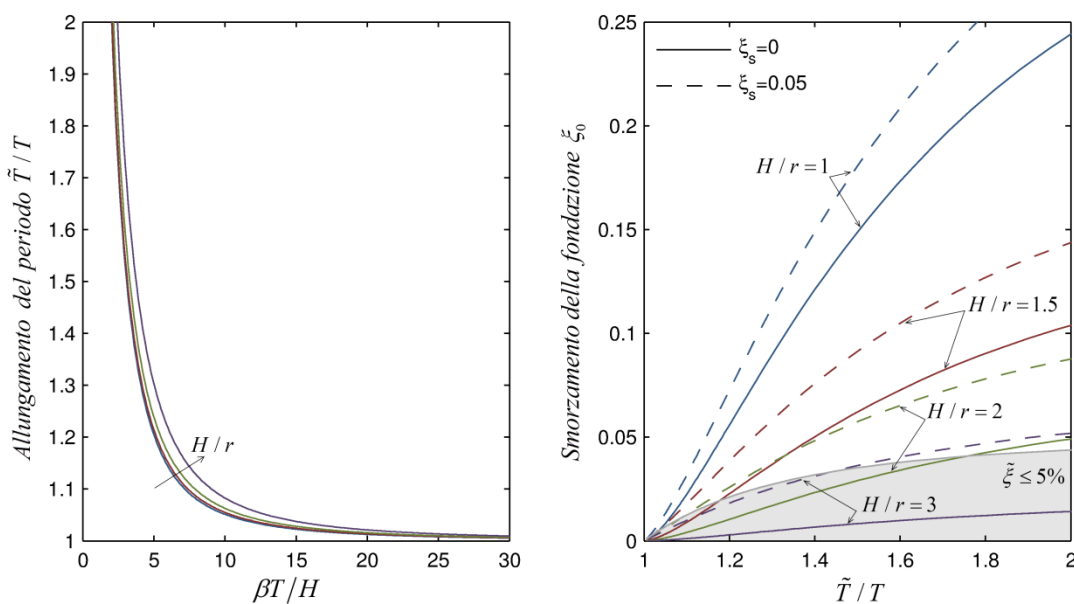 Allungamento del periodo T̃ / T
2
1.9
1.8
1.7
1.6
1.5
1.4
1.3
1.2
1.1
1
H / r
0
5
10
15
20
25
30
βT/H
Smorzamento della fondazione ξ₀
0.25
0.2
0.15
0.1
0.05
0
ξₛ=0
ξₛ=0.05
H / r = 1
H / r = 1.5
H / r = 2
ξ̃ ≤ 5%
H / r = 3
1
1.2
1.4
1.6
1.8
2
T̃ / T